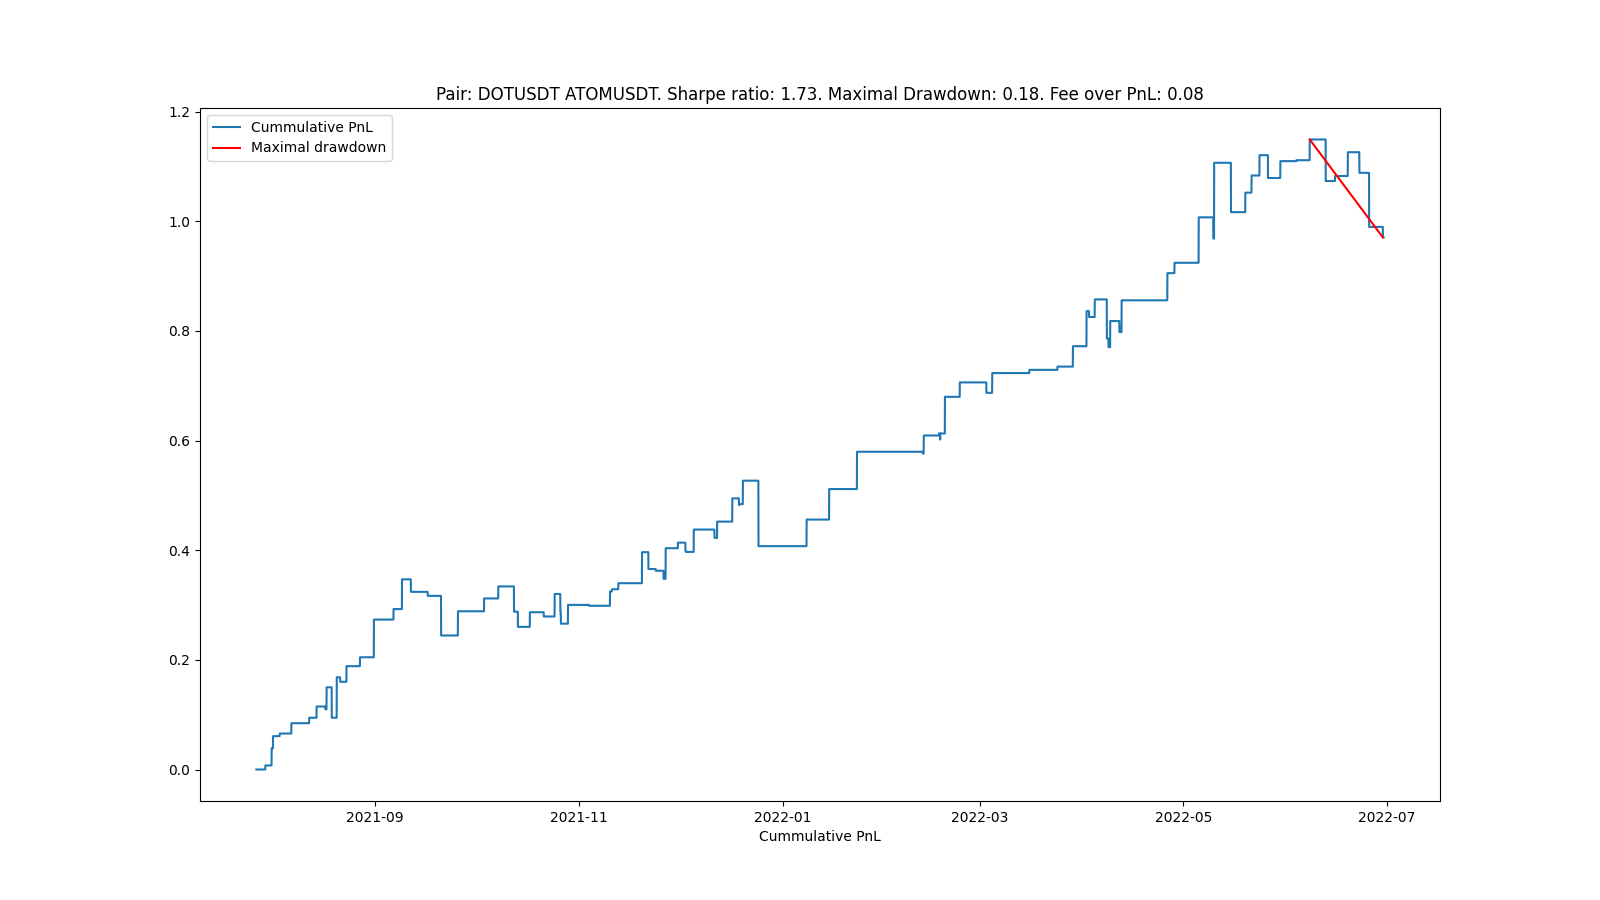 Pair: DOTUSDT ATOMUSDT. Sharpe ratio: 1.73. Maximal Drawdown: 0.18. Fee over PnL: 0.08
Cummulative PnL
Maximal drawdown
1.2
1.0
0.8
0.6
0.4
0.2
0.0
2021-09 2021-11 2022-01 2022-03 2022-05 2022-07
Cummulative PnL